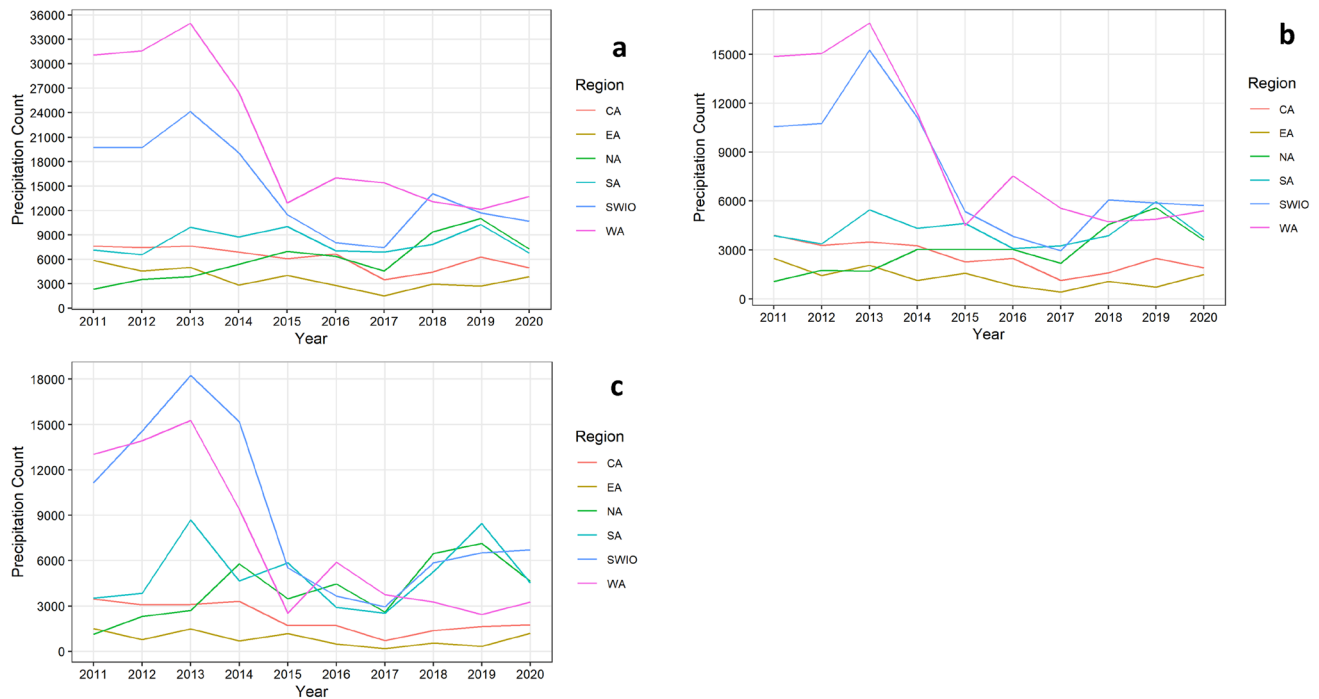 a
Precipitation Count
36000
33000
30000
27000
24000
21000
18000
15000
12000
9000
6000
3000
0
2011 2012 2013 2014 2015 2016 2017 2018 2019 2020
Year
Region
CA
EA
NA
SA
SWIO
WA
b
Precipitation Count
15000
12000
9000
6000
3000
0
2011 2012 2013 2014 2015 2016 2017 2018 2019 2020
Year
Region
CA
EA
NA
SA
SWIO
WA
c
Precipitation Count
18000
15000
12000
9000
6000
3000
0
2011 2012 2013 2014 2015 2016 2017 2018 2019 2020
Year
Region
CA
EA
NA
SA
SWIO
WA